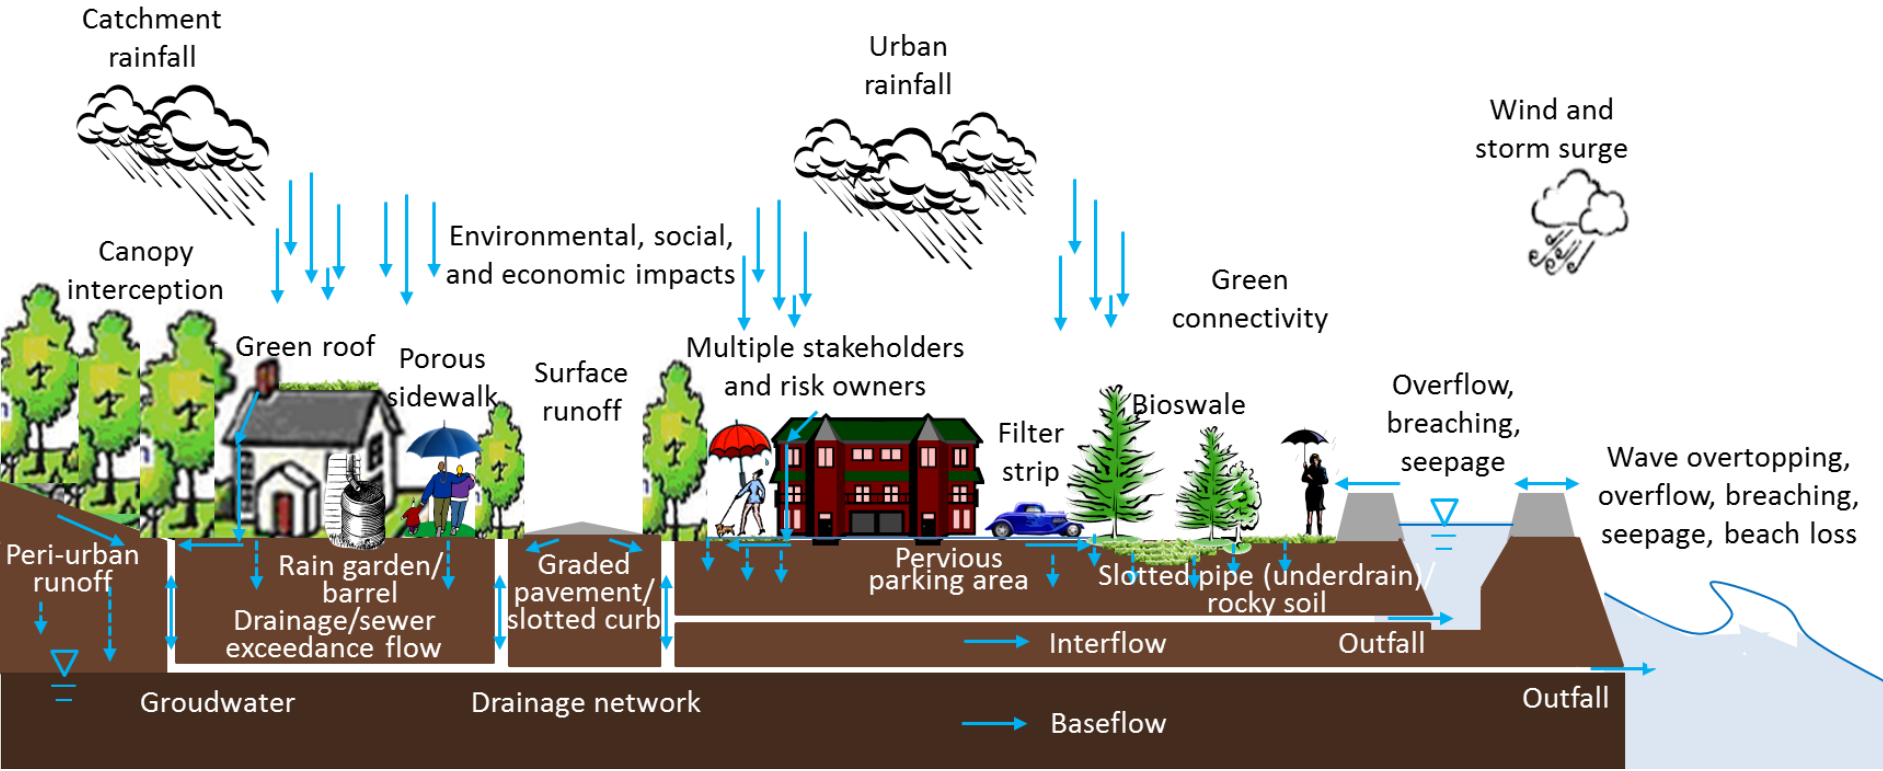 Catchment
rainfall
Urban
rainfall
Wind and
storm surge
Environmental, social,
and economic impacts
Canopy
interception
Green
connectivity
Green roof
Porous
sidewalk
Surface
runoff
Multiple stakeholders
and risk owners
Filter
strip
Bioswale
Overflow,
breaching,
seepage
Wave overtopping,
overflow, breaching,
seepage, beach loss
Peri-urban
runoff
Rain garden/
barrel
Drainage/sewer
exceedance flow
Graded
pavement/
slotted curb
Pervious
parking area
Slotted pipe (underdrain)/
rocky soil
Interflow
Outfall
Groudwater
Drainage network
Baseflow
Outfall